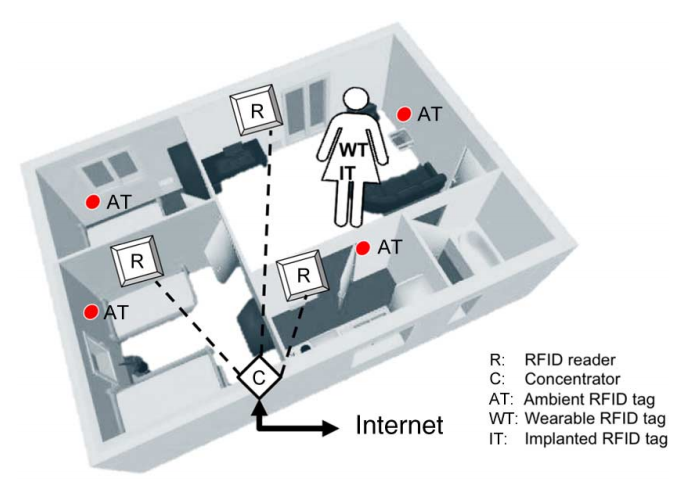 R
AT
WT
IT
AT
R
R
AT
AT
C
Internet
R: RFID reader
C: Concentrator
AT: Ambient RFID tag
WT: Wearable RFID tag
IT: Implanted RFID tag